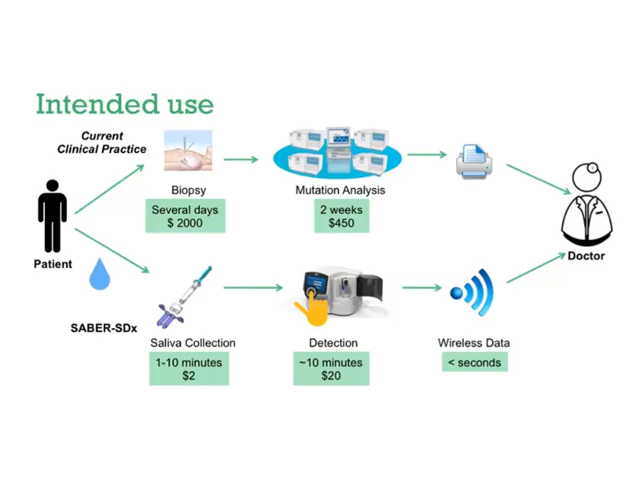 Intended use
Current
Clinical Practice
Biopsy
Mutation Analysis
Several days
$ 2000
2 weeks
$450
Patient
Doctor
SABER-SDx
Saliva Collection
Detection
Wireless Data
1-10 minutes
$2
~10 minutes
$20
< seconds